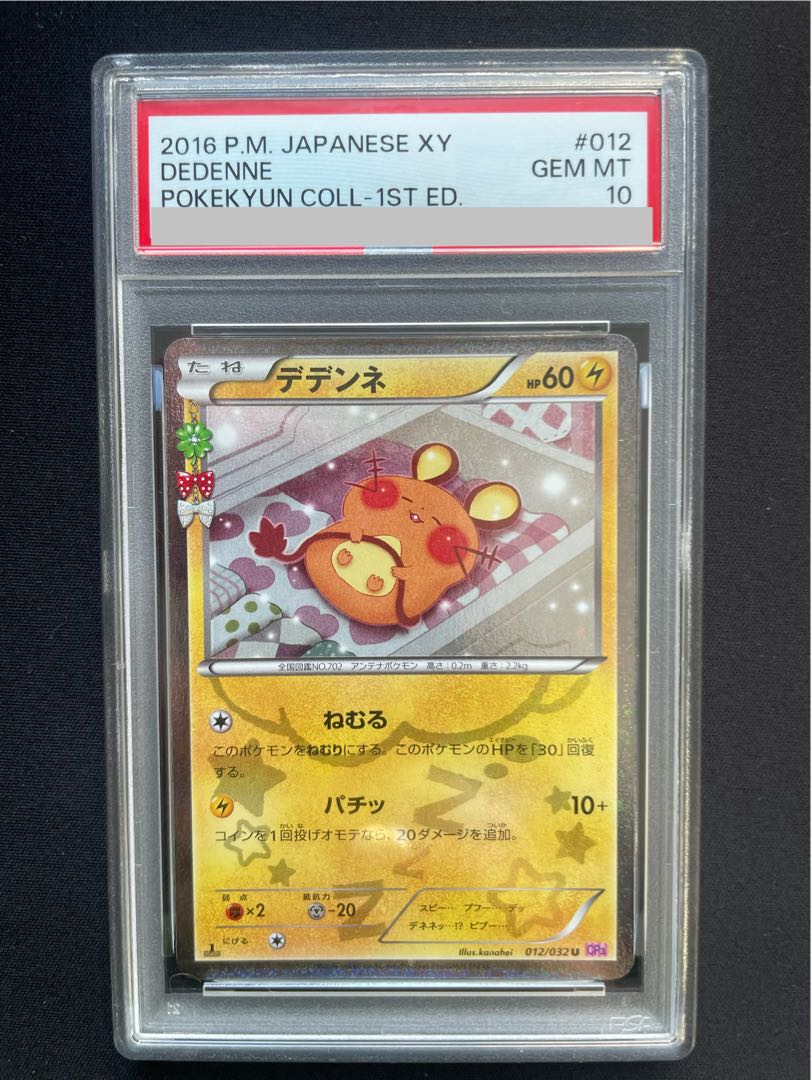 2016 P.M. JAPANESE XY #012
DEDENNE GEM MT
POKEKYUN COLL-1ST ED. 10
たね デデンネ HP60
全国図鑑NO.702 アンテナポケモン 高さ:0.2m 重さ:2.2kg
ねむる
このポケモンをねむりにする。このポケモンのHPを「30」回復
する。
パチッ 10+
コインを1回投げオモテなら、20ダメージを追加。
弱点 抵抗力
×2 -20
スピー… プフー… デッ
デネネッ…!? ピブー…
にげる
Illus.kanahei 012/032 U CP3
PSA